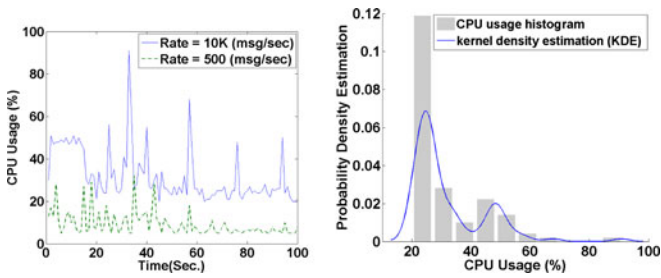 Rate = 10K (msg/sec)
Rate = 500 (msg/sec)
CPU Usage (%)
100
80
60
40
20
0
0 20 40 60 80 100
Time(Sec.)
CPU usage histogram
kernel density estimation (KDE)
Probability Density Estimation
0.12
0.1
0.08
0.06
0.04
0.02
0
20 40 60 80 100
CPU Usage (%)